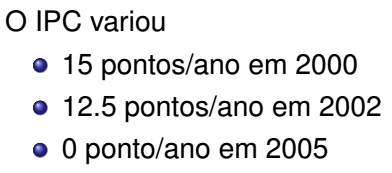 O IPC variou
15 pontos/ano em 2000
12.5 pontos/ano em 2002
0 ponto/ano em 2005